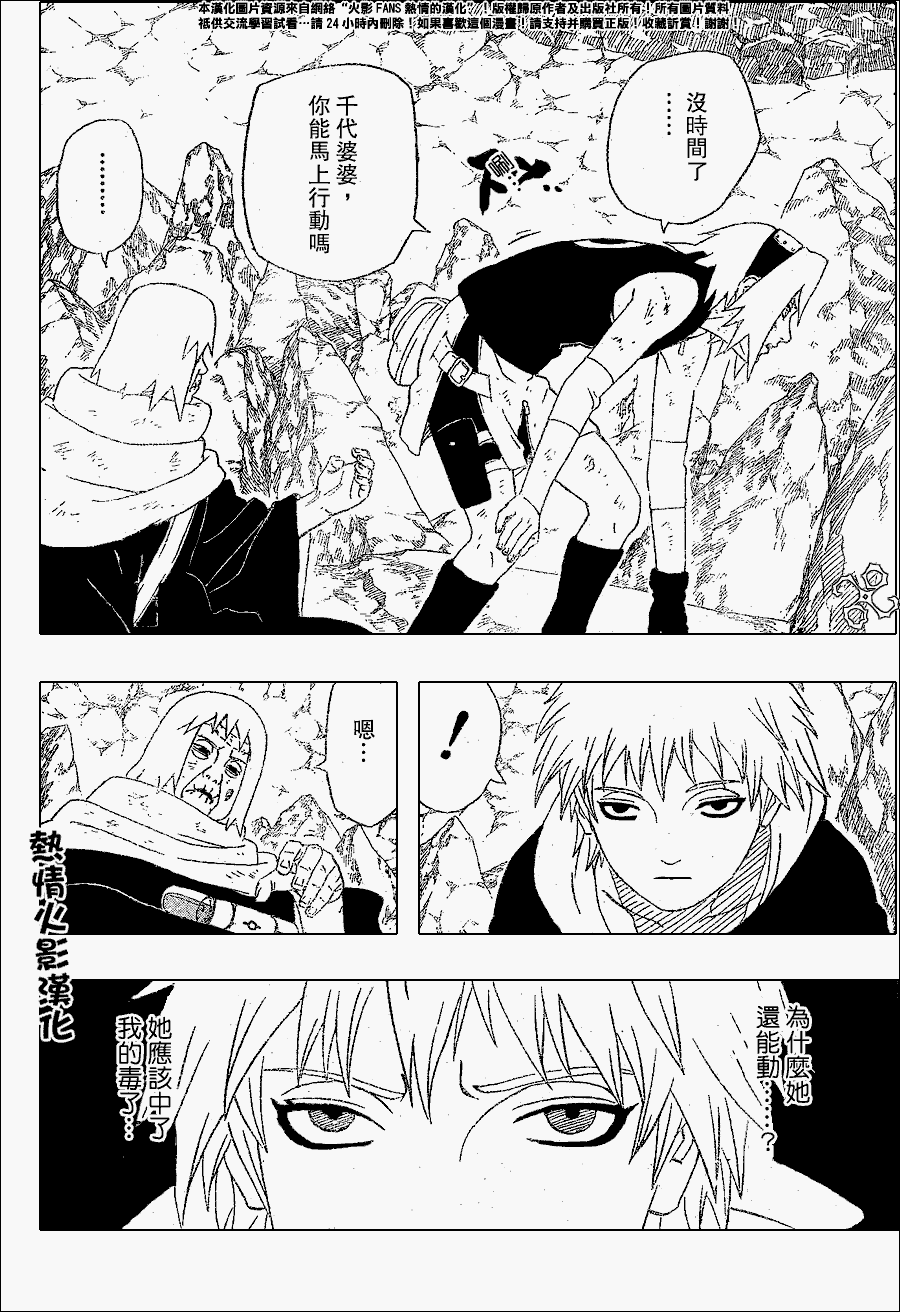 本漢化圖片資源來自網絡“火影FANS熱情的漢化”！版權歸原作者及出版社所有！所有圖片質料
祗供交流學習試看…請24小時內刪除！如果喜歡這個漫畫！請支持并購買正版！收藏訢賞！謝謝！
沒時間了
……
千代婆婆，
你能馬上行動嗎
………
！
嗯…
為什麼她
還能動………?
她應該中了
我的毒了…
熱情火影漢化